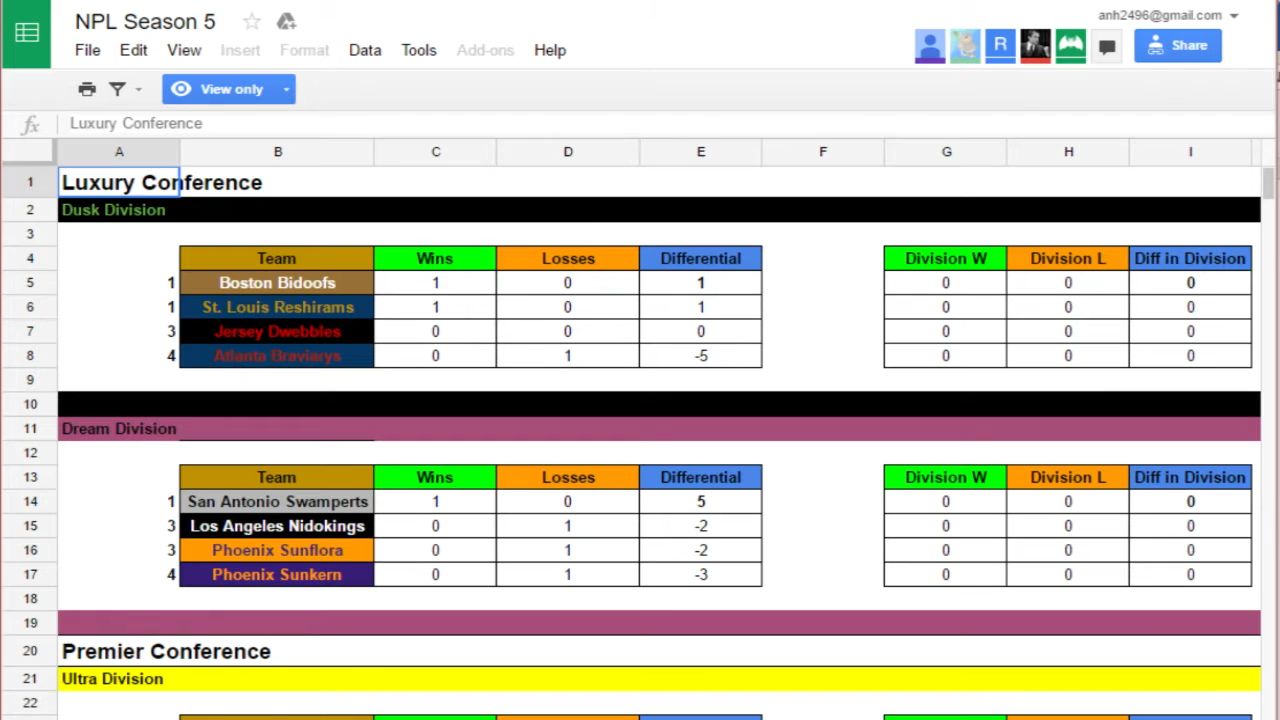 NPL Season 5
anh2496@gmail.com
File Edit View Insert Format Data Tools Add-ons Help
R
Share
View only
fx Luxury Conference
A B C D E F G H I
1 Luxury Conference
2 Dusk Division
3
4 Team Wins Losses Differential Division W Division L Diff in Division
5 1 Boston Bidoofs 1 0 1 0 0 0
6 1 St. Louis Reshirams 1 0 1 0 0 0
7 3 Jersey Dwebbles 0 0 0 0 0 0
8 4 Atlanta Braviarys 0 1 -5 0 0 0
9
10
11 Dream Division
12
13 Team Wins Losses Differential Division W Division L Diff in Division
14 1 San Antonio Swamperts 1 0 5 0 0 0
15 3 Los Angeles Nidokings 0 1 -2 0 0 0
16 3 Phoenix Sunflora 0 1 -2 0 0 0
17 4 Phoenix Sunkern 0 1 -3 0 0 0
18
19
20 Premier Conference
21 Ultra Division
22